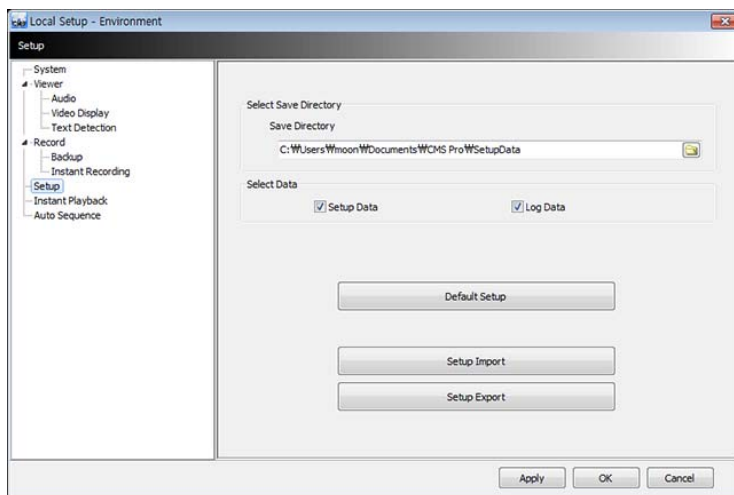 Local Setup - Environment
Setup
System
Viewer
Audio
Video Display
Text Detection
Record
Backup
Instant Recording
Setup
Instant Playback
Auto Sequence
Select Save Directory
Save Directory
C:₩Users₩moon₩Documents₩CMS Pro₩SetupData
Select Data
Setup Data
Log Data
Default Setup
Setup Import
Setup Export
Apply
OK
Cancel